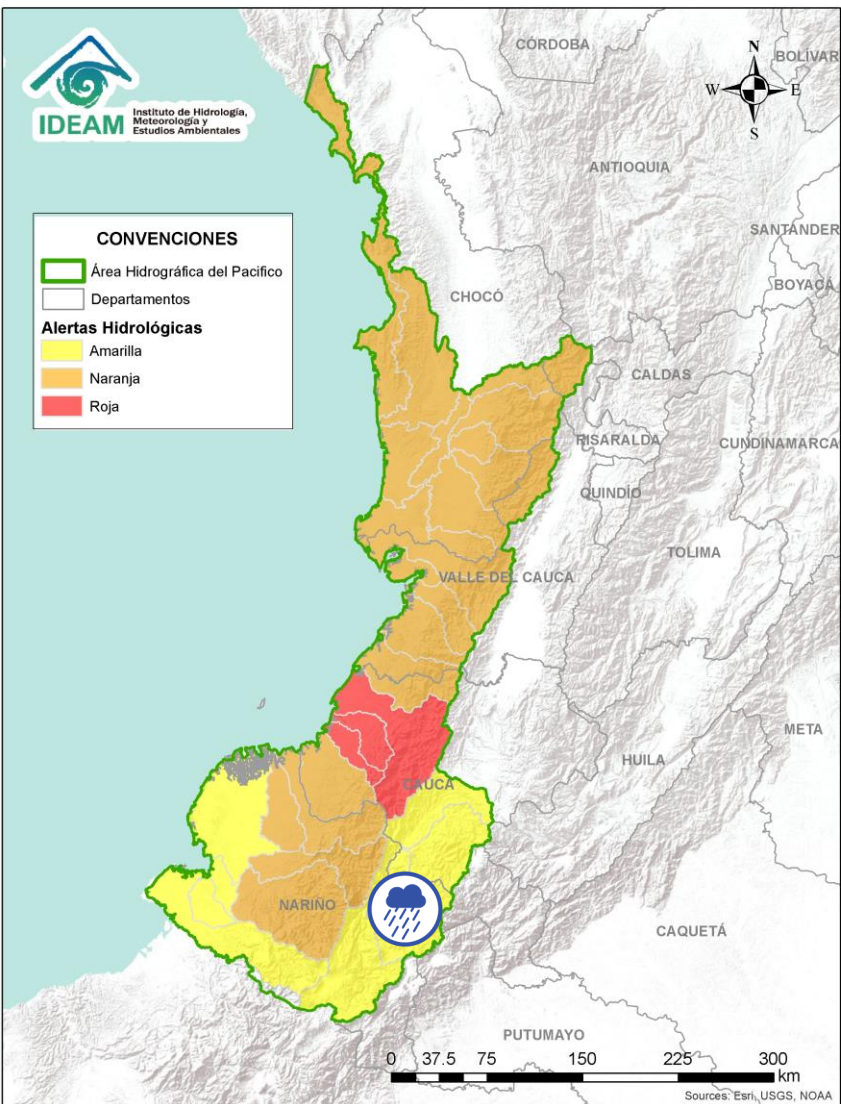 IDEAM
Instituto de Hidrología,
Meteorología y
Estudios Ambientales
CÓRDOBA
BOLÍVAR
N
W
E
S
ANTIOQUIA
SANTANDER
BOYACÁ
CONVENCIONES
Área Hidrográfica del Pacifico
Departamentos
Alertas Hidrológicas
Amarilla
Naranja
Roja
CHOCÓ
CALDAS
RISARALDA
CUNDINAMARCA
QUINDÍO
TOLIMA
VALLE DEL CAUCA
META
HUILA
CAUCA
NARIÑO
CAQUETÁ
PUTUMAYO
0 37.5 75 150 225 300
km
Sources: Esri, USGS, NOAA